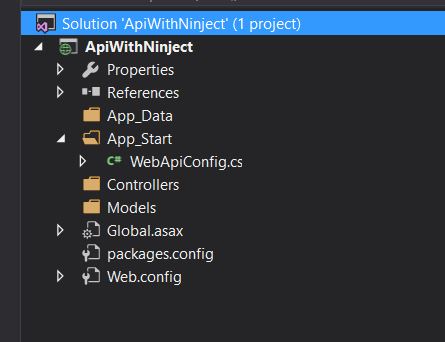 Solution 'ApiWithNinject' (1 project)
ApiWithNinject
Properties
References
App_Data
App_Start
C# WebApiConfig.cs
Controllers
Models
Global.asax
packages.config
Web.config